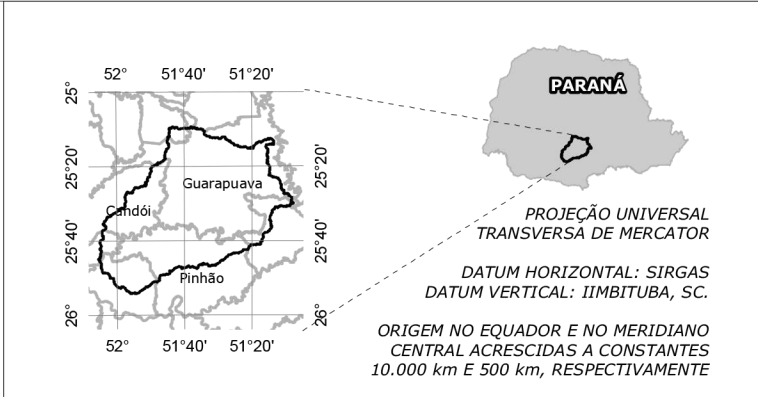 52° 51°40' 51°20'
25°
25°20'
25°40'
26°
Guarapuava
Candói
Pinhão
25°20'
25°40'
26°
52° 51°40' 51°20'
PARANÁ
PROJEÇÃO UNIVERSAL
TRANSVERSA DE MERCATOR
DATUM HORIZONTAL: SIRGAS
DATUM VERTICAL: IIMBITUBA, SC.
ORIGEM NO EQUADOR E NO MERIDIANO
CENTRAL ACRESCIDAS A CONSTANTES
10.000 km E 500 km, RESPECTIVAMENTE